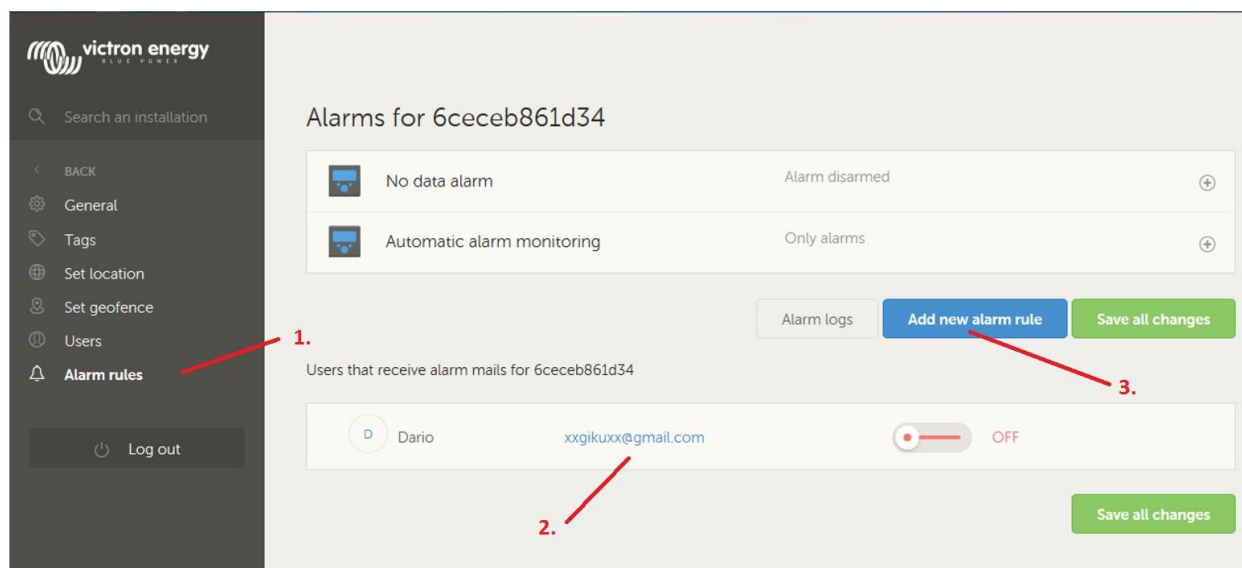 victron energy
BLUE POWER
Search an installation
BACK
General
Tags
Set location
Set geofence
Users
Alarm rules
Log out
Alarms for 6ceceb861d34
No data alarm Alarm disarmed
Automatic alarm monitoring Only alarms
Alarm logs Add new alarm rule Save all changes
1.
3.
Users that receive alarm mails for 6ceceb861d34
D Dario xxgikuxx@gmail.com OFF
2.
Save all changes